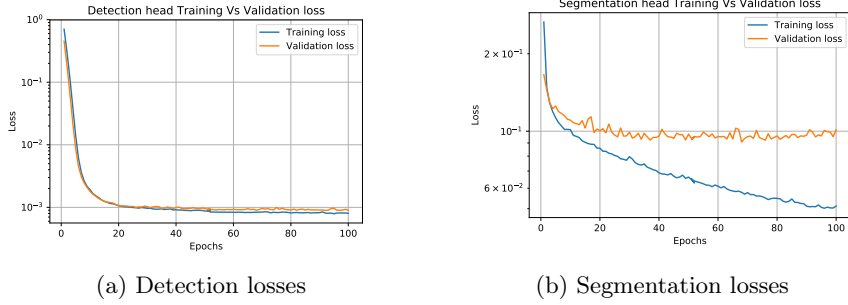 Detection head Training Vs Validation loss
10⁰
10⁻¹
10⁻²
10⁻³
Loss
0 20 40 60 80 100
Epochs
Training loss
Validation loss
(a) Detection losses
Segmentation head Training Vs Validation loss
2 × 10⁻¹
10⁻¹
6 × 10⁻²
Loss
0 20 40 60 80 100
Epochs
Training loss
Validation loss
(b) Segmentation losses